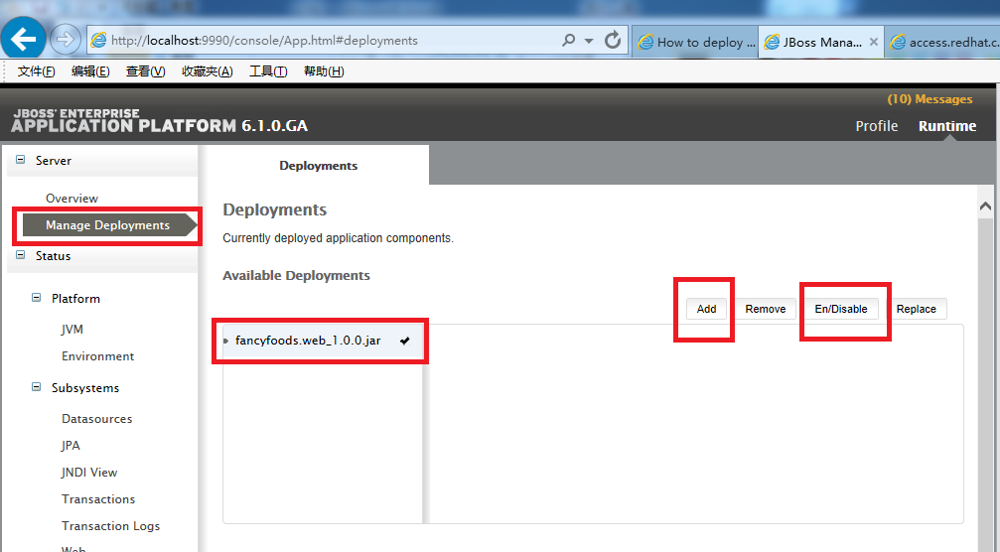 http://localhost:9990/console/App.html#deployments
How to deploy ...
JBoss Mana...
access.redhat.c
文件(F) 编辑(E) 查看(V) 收藏夹(A) 工具(T) 帮助(H)
(10) Messages
JBOSS® ENTERPRISE
APPLICATION PLATFORM 6.1.0.GA
Profile Runtime
Server
Overview
Manage Deployments
Status
Platform
JVM
Environment
Subsystems
Datasources
JPA
JNDI View
Transactions
Transaction Logs
Web
Deployments
Deployments
Currently deployed application components.
Available Deployments
Add Remove En/Disable Replace
fancyfoods.web_1.0.0.jar